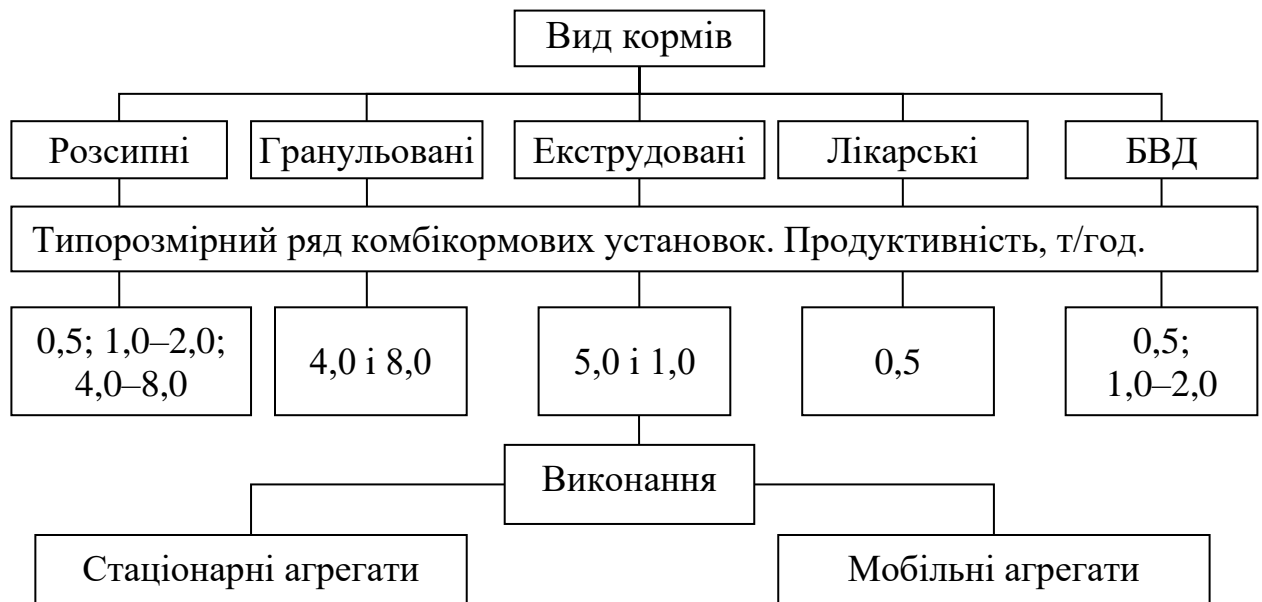 Вид кормів
Розсипні
Гранульовані
Екструдовані
Лікарські
БВД
Типорозмірний ряд комбікормових установок. Продуктивність, т/год.
0,5; 1,0–2,0;
4,0–8,0
4,0 і 8,0
5,0 і 1,0
0,5
0,5;
1,0–2,0
Виконання
Стаціонарні агрегати
Мобільні агрегати